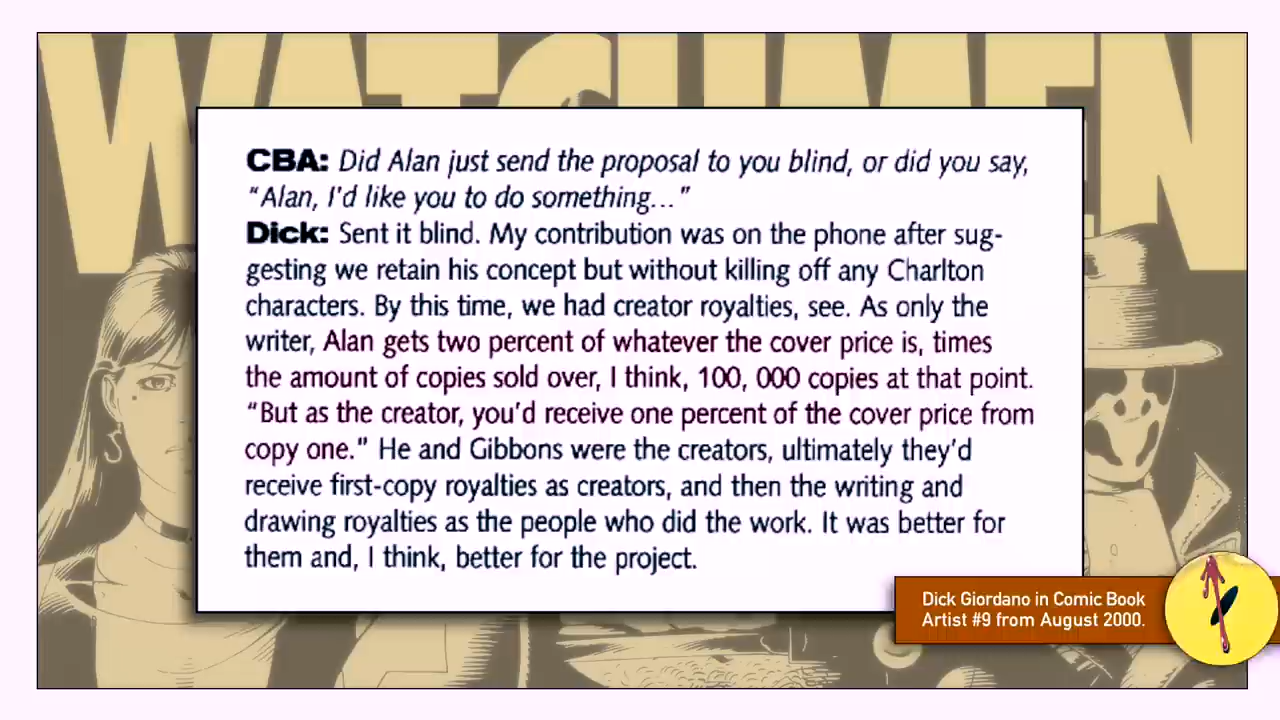 WATCHMEN
CBA: Did Alan just send the proposal to you blind, or did you say,
“Alan, I’d like you to do something...”
Dick: Sent it blind. My contribution was on the phone after sug-
gesting we retain his concept but without killing off any Charlton
characters. By this time, we had creator royalties, see. As only the
writer, Alan gets two percent of whatever the cover price is, times
the amount of copies sold over, I think, 100, 000 copies at that point.
“But as the creator, you’d receive one percent of the cover price from
copy one.” He and Gibbons were the creators, ultimately they’d
receive first-copy royalties as creators, and then the writing and
drawing royalties as the people who did the work. It was better for
them and, I think, better for the project.
Dick Giordano in Comic Book
Artist #9 from August 2000.